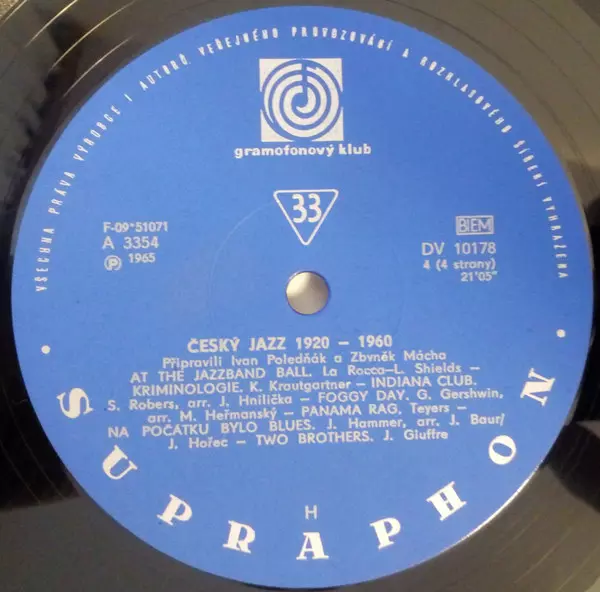 VŠECHNA PRÁVA VÝROBCE I AUTORŮ VEŘEJNÉHO PROVOZOVÁNÍ A ROZHLASOVÉHO ŠÍŘENÍ VYHRAŽENA
gramofonový klub
33
F-09*51071
A 3354
Ⓟ 1965
BIEM
DV 10178
4 (4 strany)
21'05"
ČESKÝ JAZZ 1920 – 1960
Připravili Ivan Poledňák a Zbyněk Mácha
AT THE JAZZBAND BALL. La Rocca–L. Shields –
KRIMINOLOGIE. K. Krautgartner – INDIANA CLUB.
S. Robers, arr. J. Hnilička – FOGGY DAY. G. Gershwin,
arr. M. Heřmanský – PANAMA RAG. Teyers –
NA POČÁTKU BYLO BLUES. J. Hammer, arr. J. Baur/
J. Hořec – TWO BROTHERS. J. Giuffre
H
• SUPRAPHON •